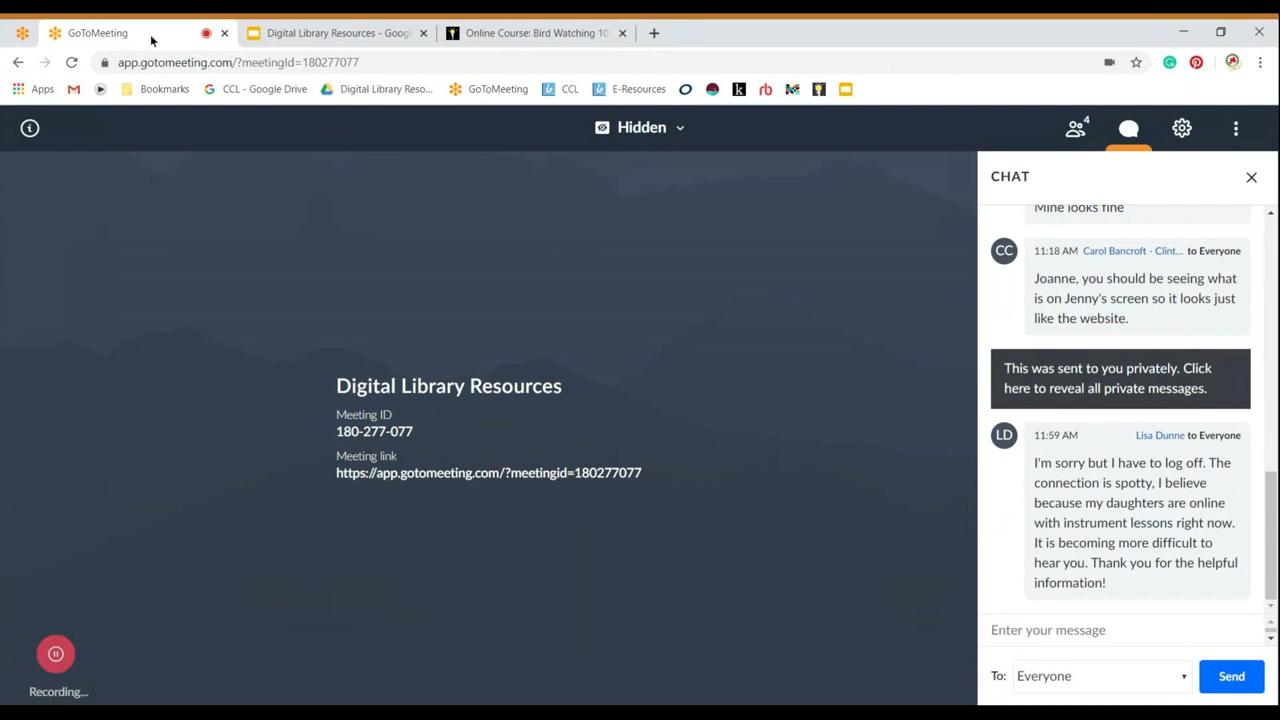 GoToMeeting
Digital Library Resources - Goog
Online Course: Bird Watching 10
app.gotomeeting.com/?meetingId=180277077
Apps
Bookmarks
CCL - Google Drive
Digital Library Reso...
GoToMeeting
CCL
E-Resources
Hidden
4
CHAT
Mine looks fine
CC
11:18 AM Carol Bancroft - Clint... to Everyone
Joanne, you should be seeing what
is on Jenny's screen so it looks just
like the website.
This was sent to you privately. Click
here to reveal all private messages.
LD
11:59 AM Lisa Dunne to Everyone
I'm sorry but I have to log off. The
connection is spotty, I believe
because my daughters are online
with instrument lessons right now.
It is becoming more difficult to
hear you. Thank you for the helpful
information!
Digital Library Resources
Meeting ID
180-277-077
Meeting link
https://app.gotomeeting.com/?meetingid=180277077
Enter your message
To: Everyone
Send
Recording...